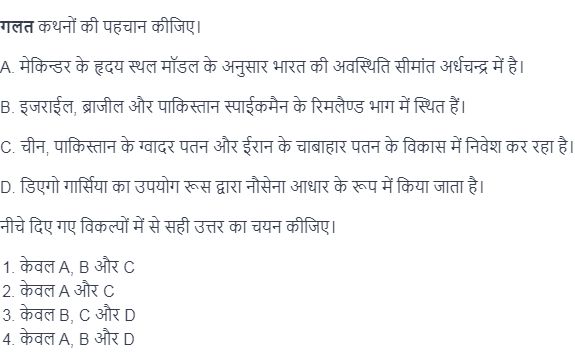 गलत कथनों की पहचान कीजिए।
A. मेकिन्डर के हृदय स्थल मॉडल के अनुसार भारत की अवस्थिति सीमांत अर्धचन्द्र में है।
B. इजराईल, ब्राजील और पाकिस्तान स्पाईकमैन के रिमलैण्ड भाग में स्थित हैं।
C. चीन, पाकिस्तान के ग्वादर पतन और ईरान के चाबाहार पतन के विकास में निवेश कर रहा है।
D. डिएगो गार्सिया का उपयोग रूस द्वारा नौसेना आधार के रूप में किया जाता है।
नीचे दिए गए विकल्पों में से सही उत्तर का चयन कीजिए।
1. केवल A, B और C
2. केवल A और C
3. केवल B, C और D
4. केवल A, B और D